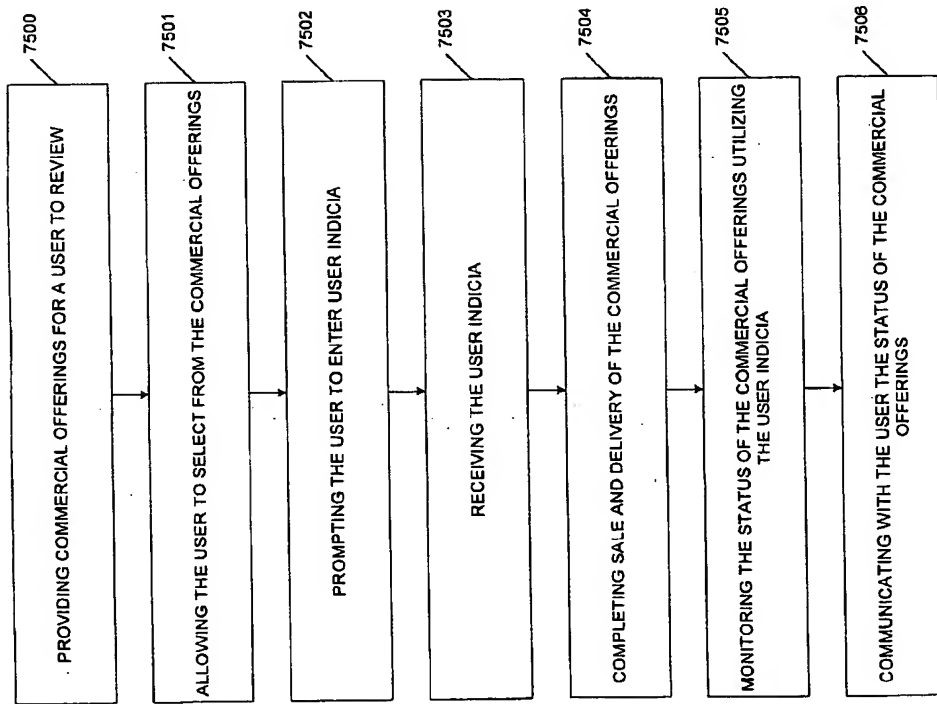 7500
PROVIDING COMMERCIAL OFFERINGS FOR A USER TO REVIEW
7501
ALLOWING THE USER TO SELECT FROM THE COMMERCIAL OFFERINGS
7502
PROMPTING THE USER TO ENTER USER INDICIA
7503
RECEIVING THE USER INDICIA
7504
COMPLETING SALE AND DELIVERY OF THE COMMERCIAL OFFERINGS
7505
MONITORING THE STATUS OF THE COMMERCIAL OFFERINGS UTILIZING
THE USER INDICIA
7506
COMMUNICATING WITH THE USER THE STATUS OF THE COMMERCIAL
OFFERINGS